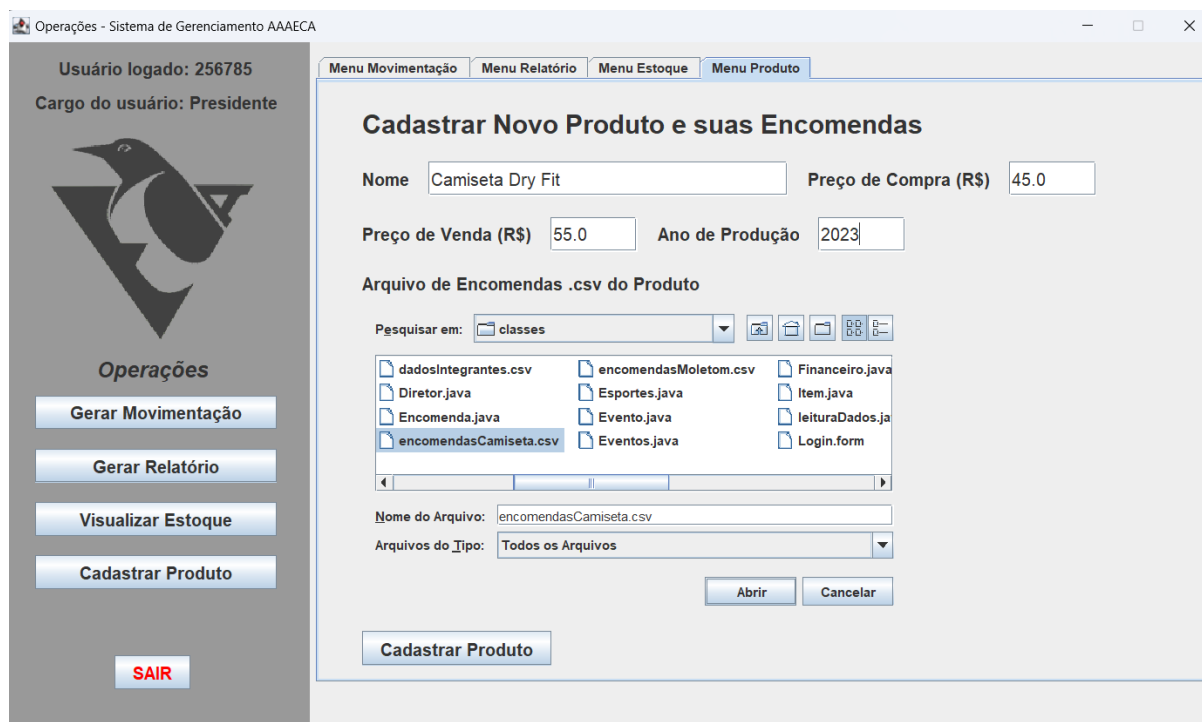 Operações - Sistema de Gerenciamento AAAECA
Usuário logado: 256785
Cargo do usuário: Presidente
Operações
Gerar Movimentação
Gerar Relatório
Visualizar Estoque
Cadastrar Produto
SAIR
Menu Movimentação Menu Relatório Menu Estoque Menu Produto
Cadastrar Novo Produto e suas Encomendas
Nome Camiseta Dry Fit Preço de Compra (R$) 45.0
Preço de Venda (R$) 55.0 Ano de Produção 2023
Arquivo de Encomendas .csv do Produto
Pesquisar em: classes
dadosIntegrantes.csv encomendasMoletom.csv Financeiro.java
Diretor.java Esportes.java Item.java
Encomenda.java Evento.java leituraDados.ja
encomendasCamiseta.csv Eventos.java Login.form
Nome do Arquivo: encomendasCamiseta.csv
Arquivos do Tipo: Todos os Arquivos
Abrir Cancelar
Cadastrar Produto